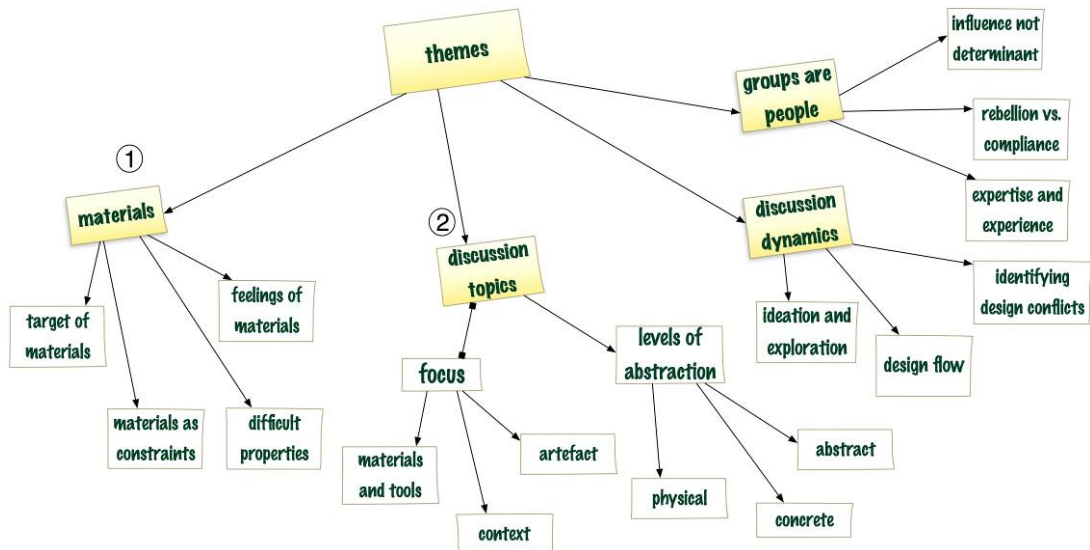 themes
groups are
people
influence not
determinant
rebellion vs.
compliance
expertise and
experience
1
materials
target of
materials
materials as
constraints
difficult
properties
feelings of
materials
2
discussion
topics
focus
materials
and tools
context
artefact
levels of
abstraction
physical
concrete
abstract
discussion
dynamics
ideation and
exploration
design flow
identifying
design conflicts